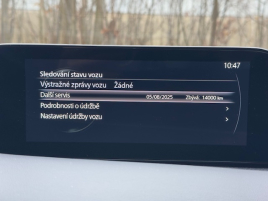 10:47
Sledování stavu vozu
Výstražné zprávy vozu Žádné
Další servis 05/08/2025 Zbývl: 14000 km
Podrobnosti o údržbě
Nastavení údržby vozu